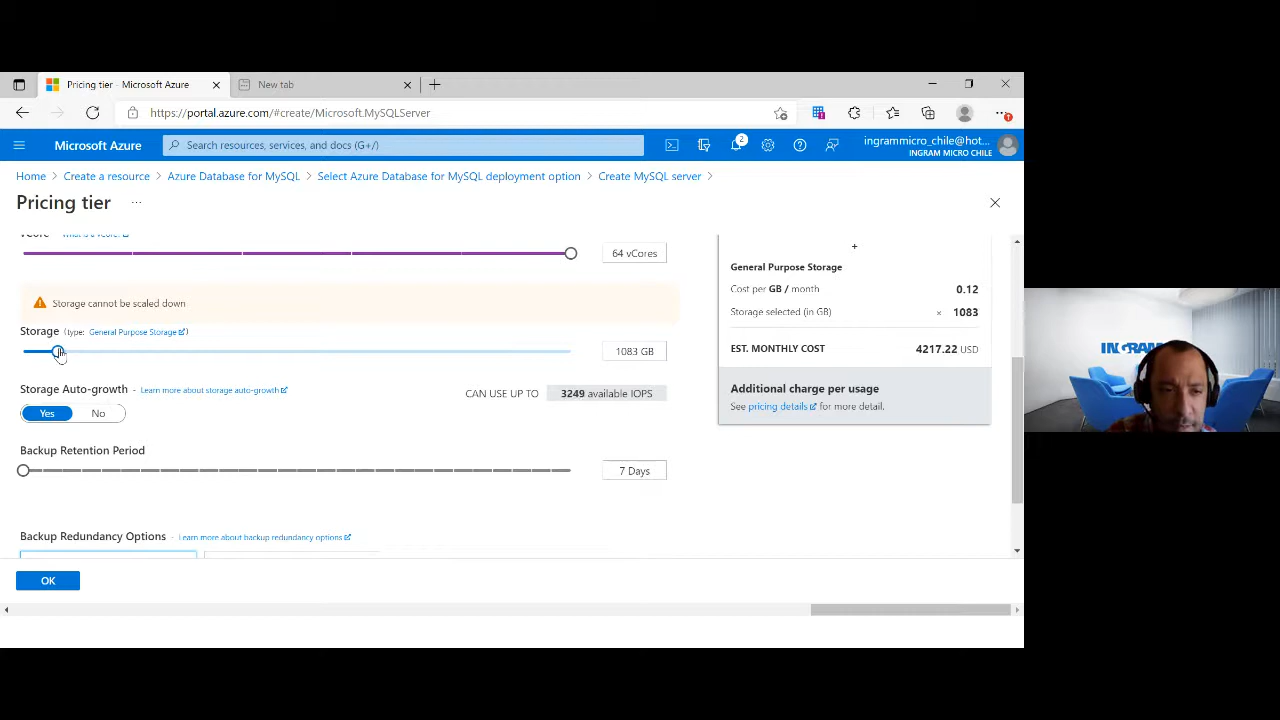 Pricing tier - Microsoft Azure
New tab
https://portal.azure.com/#create/Microsoft.MySQLServer
Microsoft Azure
Search resources, services, and docs (G+/)
2
ingrammicro_chile@hot...
INGRAM MICRO CHILE
Home > Create a resource > Azure Database for MySQL > Select Azure Database for MySQL deployment option > Create MySQL server >
Pricing tier ...
vCore What is a vCore?
64 vCores
Storage cannot be scaled down
Storage (type: General Purpose Storage)
1083 GB
Storage Auto-growth - Learn more about storage auto-growth
CAN USE UP TO 3249 available IOPS
Yes No
Backup Retention Period
7 Days
Backup Redundancy Options - Learn more about backup redundancy options
OK
+
General Purpose Storage
Cost per GB / month 0.12
Storage selected (in GB) × 1083
EST. MONTHLY COST 4217.22 USD
Additional charge per usage
See pricing details for more detail.